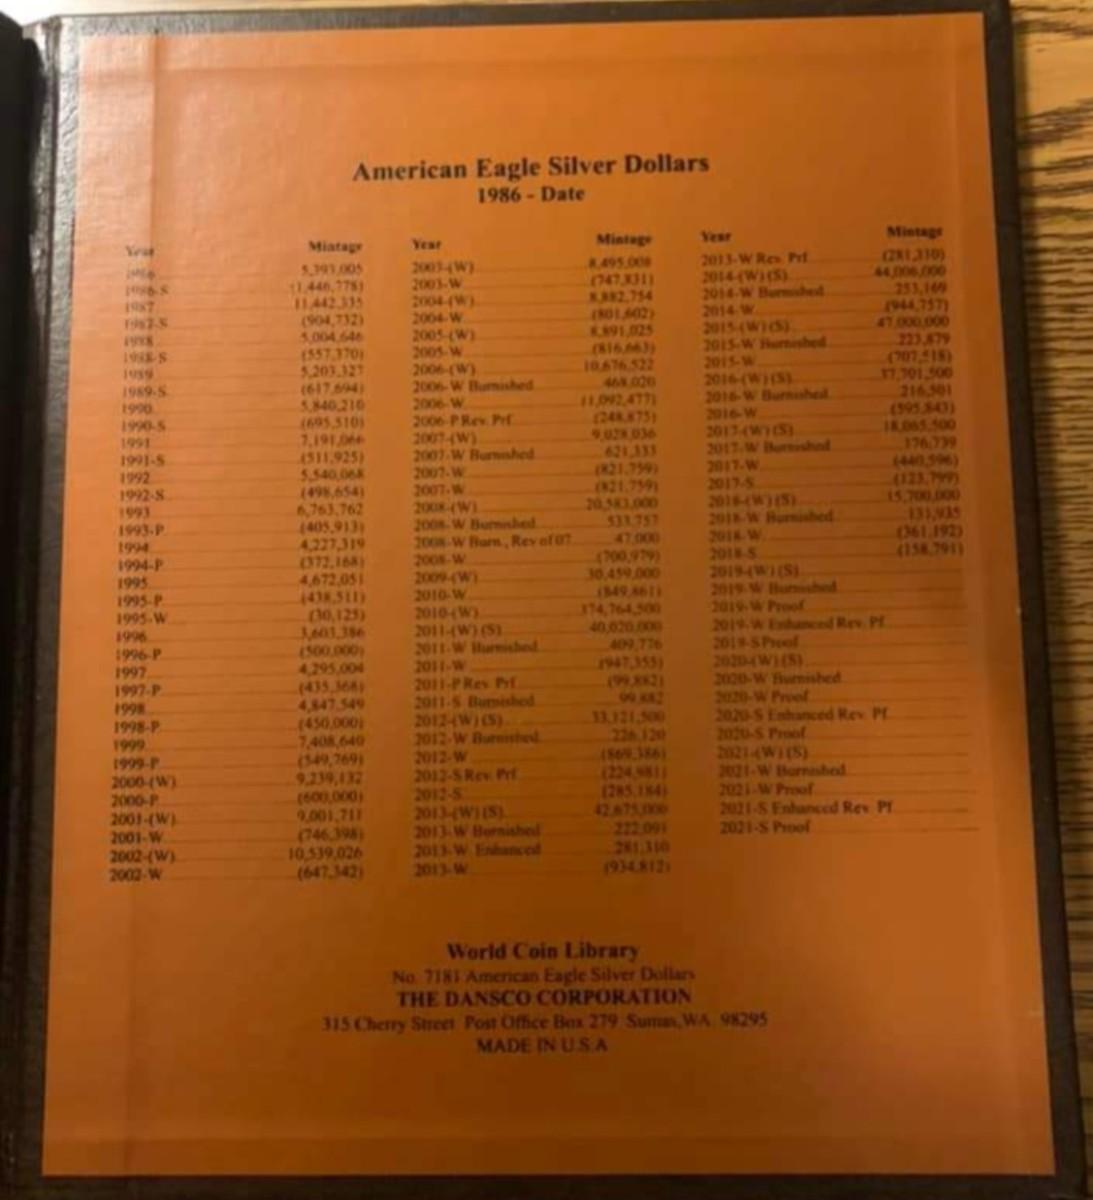 American Eagle Silver Dollars
1986 - Date
Year Mintage
1986 5,393,005
1986-S (1,446,778)
1987 11,442,335
1987-S (904,732)
1988 5,004,646
1988-S (557,370)
1989 5,203,327
1989-S (617,694)
1990 5,840,210
1990-S (695,510)
1991 7,191,066
1991-S (511,925)
1992 5,540,068
1992-S (498,654)
1993 6,763,762
1993-P (405,913)
1994 4,227,319
1994-P (372,168)
1995 4,672,051
1995-P (438,511)
1995-W (30,125)
1996 3,603,386
1996-P (500,000)
1997 4,295,004
1997-P (435,368)
1998 4,847,549
1998-P (450,000)
1999 7,408,640
1999-P (549,769)
2000-(W) 9,239,132
2000-P (600,000)
2001-(W) 9,001,711
2001-W (746,398)
2002-(W) 10,539,026
2002-W (647,342)
Year Mintage
2003-(W) 8,495,008
2003-W (747,831)
2004-(W) 8,882,754
2004-W (801,602)
2005-(W) 8,891,025
2005-W (816,663)
2006-(W) 10,676,522
2006-W Burnished 468,020
2006-W (1,092,477)
2006-P Rev. Prf. (248,875)
2007-(W) 9,028,036
2007-W Burnished 621,333
2007-W (821,759)
2007-W (821,759)
2008-(W) 20,583,000
2008-W Burnished 533,757
2008-W Burn., Rev of 07 47,000
2008-W (700,979)
2009-(W) 30,459,000
2010-W (849,861)
2010-(W)
2011-(W) (S) 40,020,000
2011-W Burnished 409,776
2011-W (947,355)
2011-P Rev. Prf. (99,882)
2011-S Burnished 99,882
2012-(W) (S) 33,121,500
2012-W Burnished 226,120
2012-W (869,386)
2012-S Rev. Prf. (224,981)
2012-S (285,184)
2013-(W) (S) 42,675,000
2013-W Burnished 222,091
2013-W Enhanced 281,310
2013-W (934,812)
Year Mintage
2013-W Rev. Prf. (281,310)
2014-(W) (S) 44,006,000
2014-W Burnished 253,169
2014-W (944,757)
2015-(W) (S) 47,000,000
2015-W Burnished 223,879
2015-W (707,518)
2016-(W) (S) 37,701,500
2016-W Burnished 216,501
2016-W (595,843)
2017-(W) (S) 18,065,500
2017-W Burnished 176,739
2017-W (440,596)
2017-S (123,799)
2018-(W) (S) 15,700,000
2018-W Burnished 131,935
2018-W (361,192)
2018-S (158,791)
2019-(W) (S)
2019-W Burnished
2019-W Proof
2019-W Enhanced Rev. Pf.
2019-S Proof
2020-(W) (S)
2020-W Burnished
2020-W Proof
2020-S Enhanced Rev. Pf.
2020-S Proof
2021-(W) (S)
2021-W Burnished
2021-W Proof
2021-S Enhanced Rev. Pf.
2021-S Proof
World Coin Library
No. 7181 American Eagle Silver Dollars
THE DANSCO CORPORATION
315 Cherry Street Post Office Box 279 Sumas, WA. 98295
MADE IN U.S.A